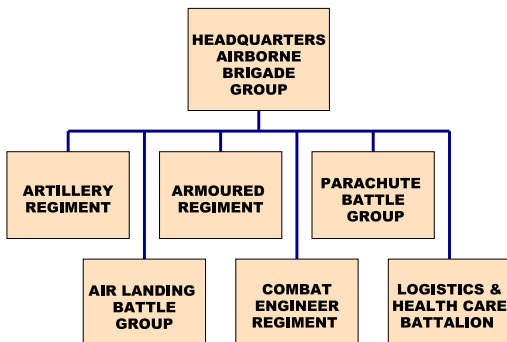 HEADQUARTERS
AIRBORNE
BRIGADE
GROUP
ARTILLERY
REGIMENT
ARMOURED
REGIMENT
PARACHUTE
BATTLE
GROUP
AIR LANDING
BATTLE
GROUP
COMBAT
ENGINEER
REGIMENT
LOGISTICS &
HEALTH CARE
BATTALION